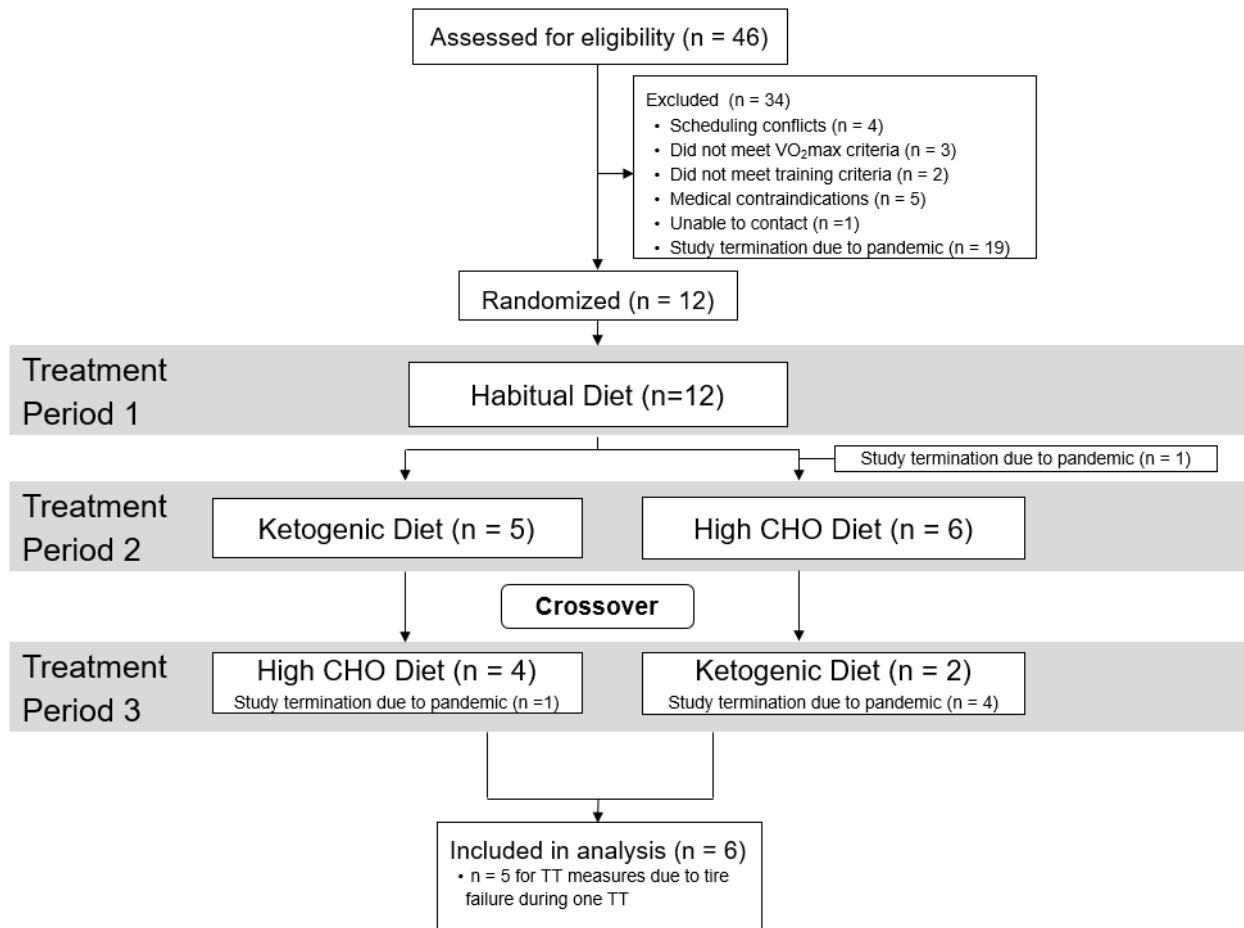 Assessed for eligibility (n = 46)
Excluded  (n = 34)
• Scheduling conflicts (n = 4)
• Did not meet VO₂max criteria (n = 3)
• Did not meet training criteria (n = 2)
• Medical contraindications (n = 5)
• Unable to contact (n =1)
• Study termination due to pandemic (n = 19)
Randomized (n = 12)
Treatment
Period 1
Habitual Diet (n=12)
Study termination due to pandemic (n = 1)
Treatment
Period 2
Ketogenic Diet (n = 5)
High CHO Diet (n = 6)
Crossover
Treatment
Period 3
High CHO Diet (n = 4)
Study termination due to pandemic (n =1)
Ketogenic Diet (n = 2)
Study termination due to pandemic (n = 4)
Included in analysis (n = 6)
• n = 5 for TT measures due to tire
failure during one TT